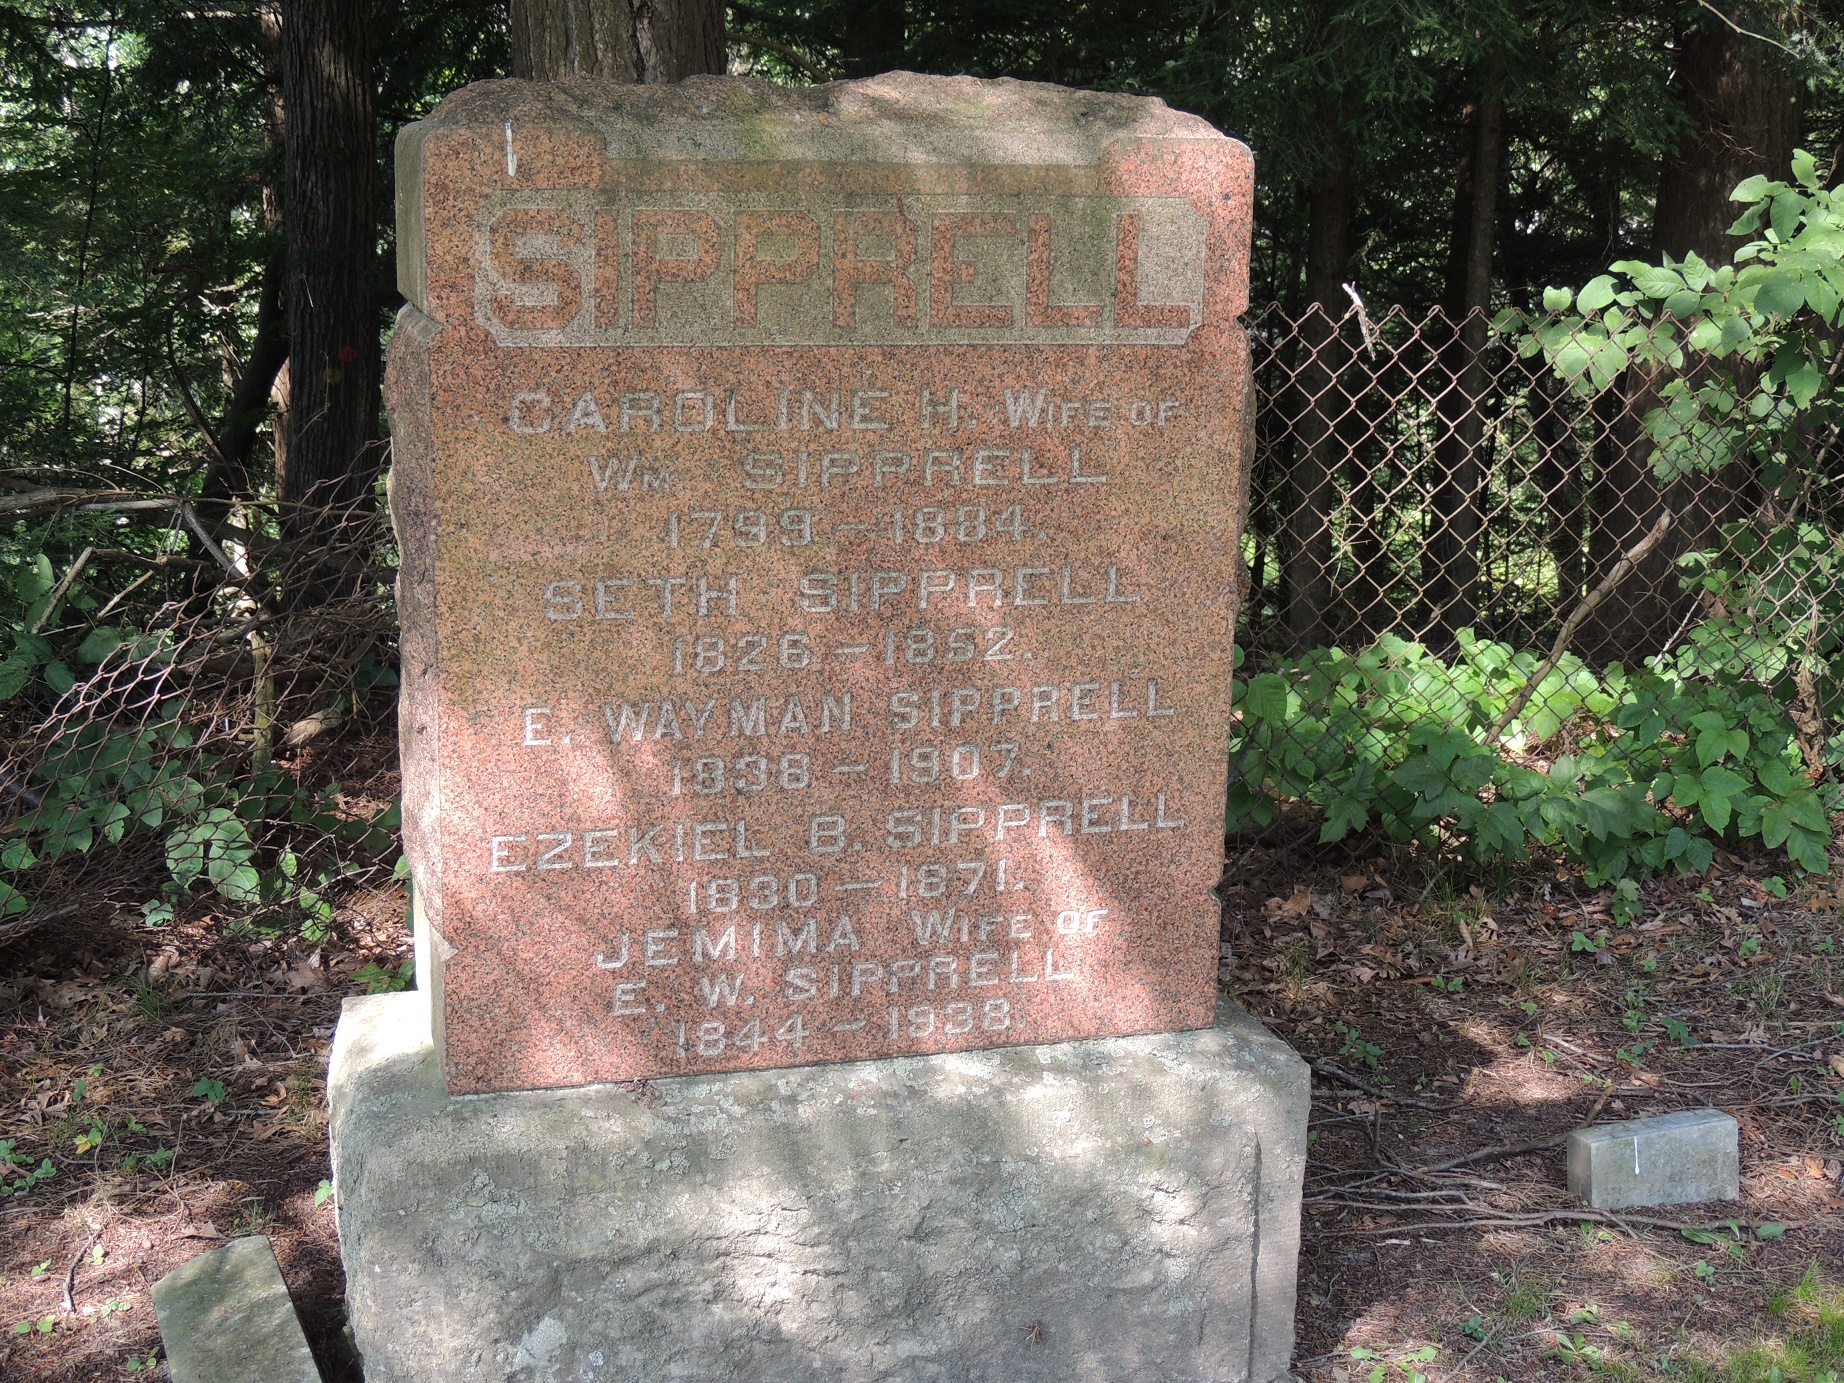 SIPPRELL
CAROLINE H. WIFE OF
WM. SIPPRELL
1799 – 1884.
SETH SIPPRELL
1826 – 1852.
E. WAYMAN SIPPRELL
1838 – 1907.
EZEKIEL B. SIPPRELL
1830 – 1871.
JEMIMA WIFE OF
E. W. SIPPRELL
1844 – 1938.